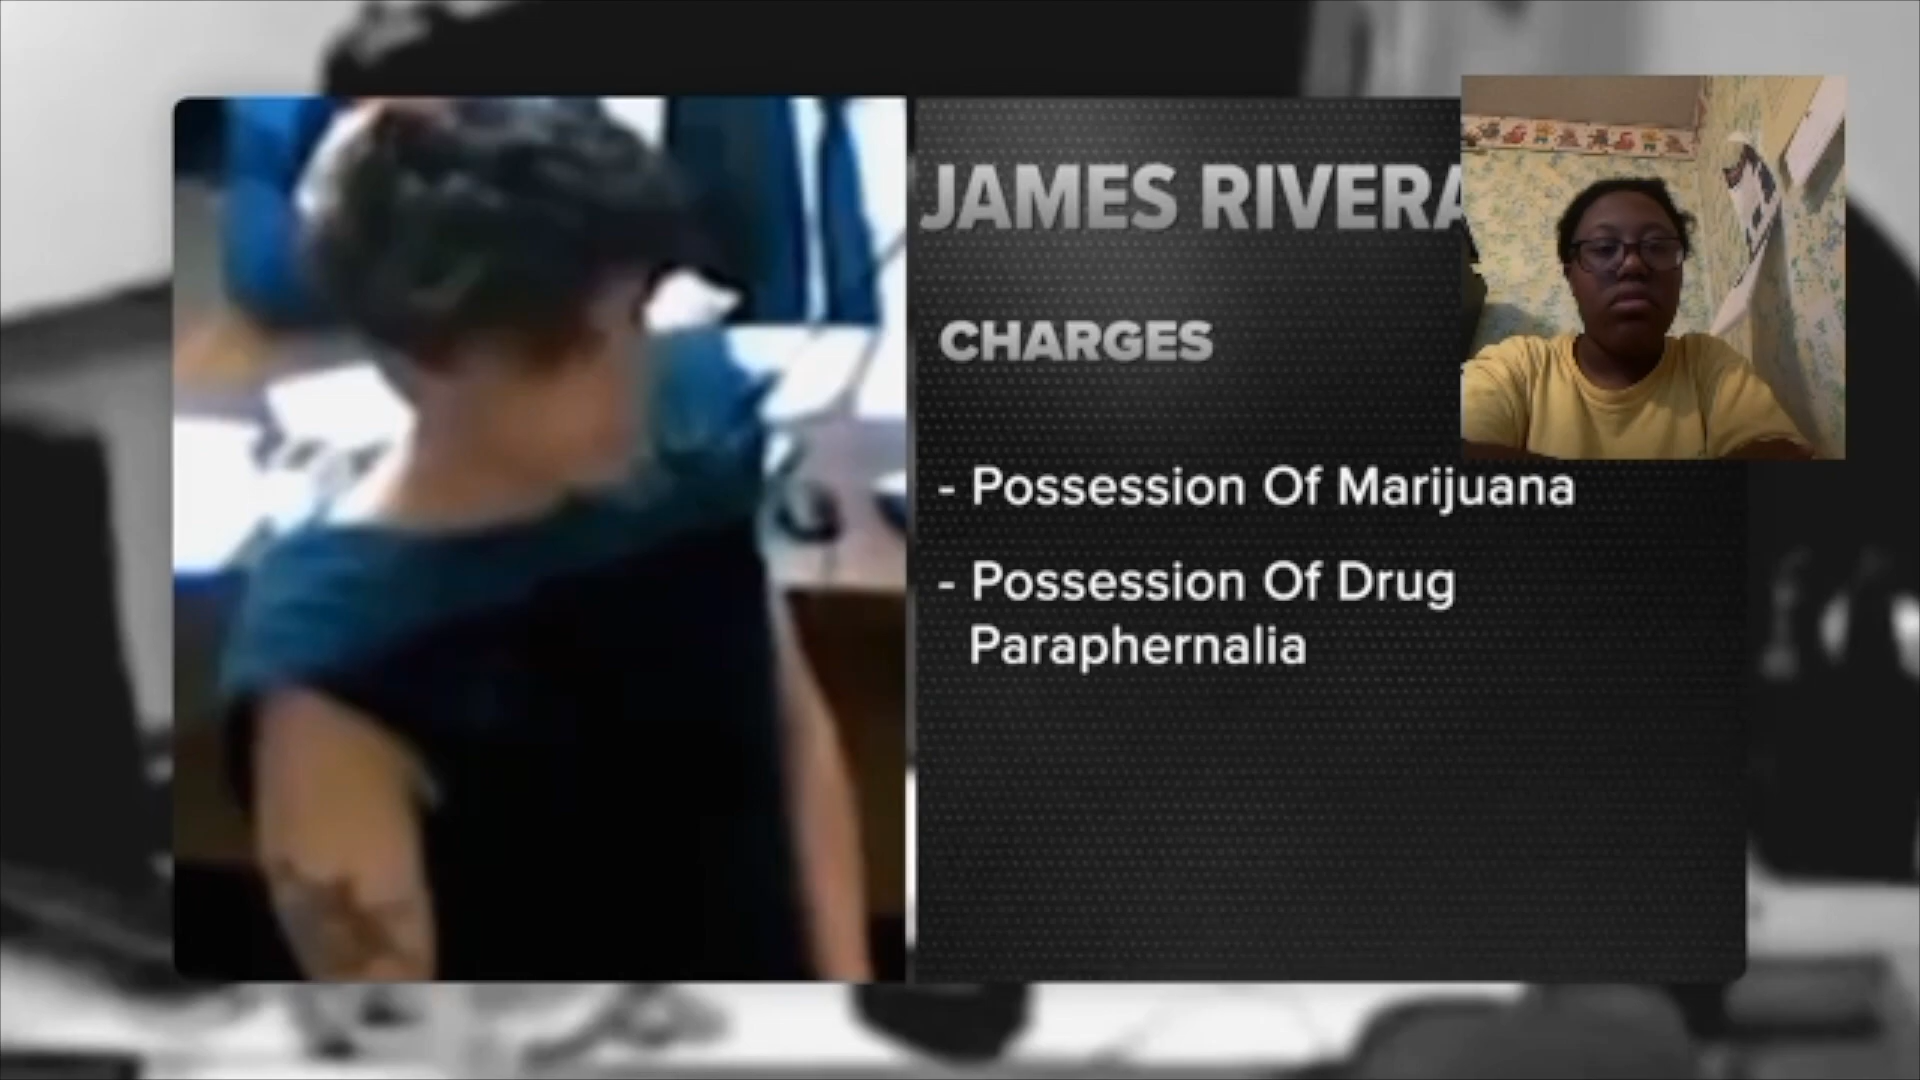 JAMES RIVERA
CHARGES
- Possession Of Marijuana
- Possession Of Drug
Paraphernalia